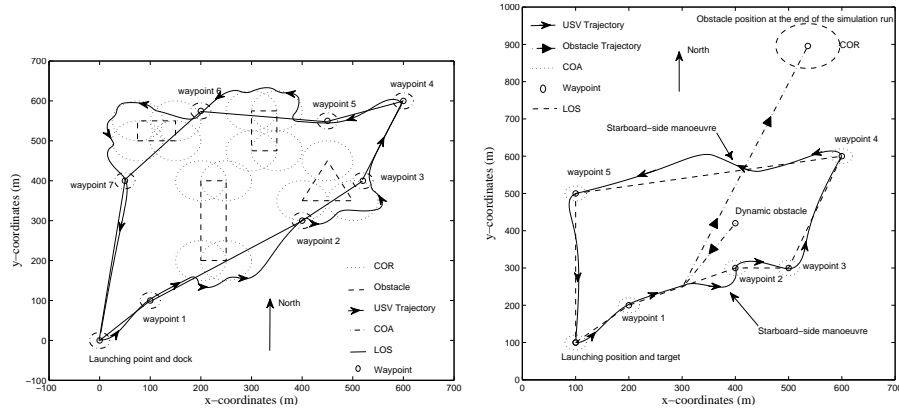 700
600
500
400
300
200
100
0
−100
−100
0
100
200
300
400
500
600
700
x−coordinates (m)
y−coordinates (m)
waypoint 4
waypoint 6
waypoint 5
waypoint 7
waypoint 3
waypoint 2
waypoint 1
Launching point and dock
North
COR
Obstacle
USV Trajectory
COA
LOS
Waypoint
1000
900
800
700
600
500
400
300
200
100
0
0
100
200
300
400
500
600
700
x−coordinates (m)
y−coordinates (m)
USV Trajectory
Obstacle Trajectory
COA
Waypoint
LOS
North
Obstacle position at the end of the simulation run
COR
Starboard−side manoeuvre
waypoint 4
waypoint 5
Dynamic obstacle
waypoint 2
waypoint 3
waypoint 1
Starboard−side manoeuvre
Launching position and target